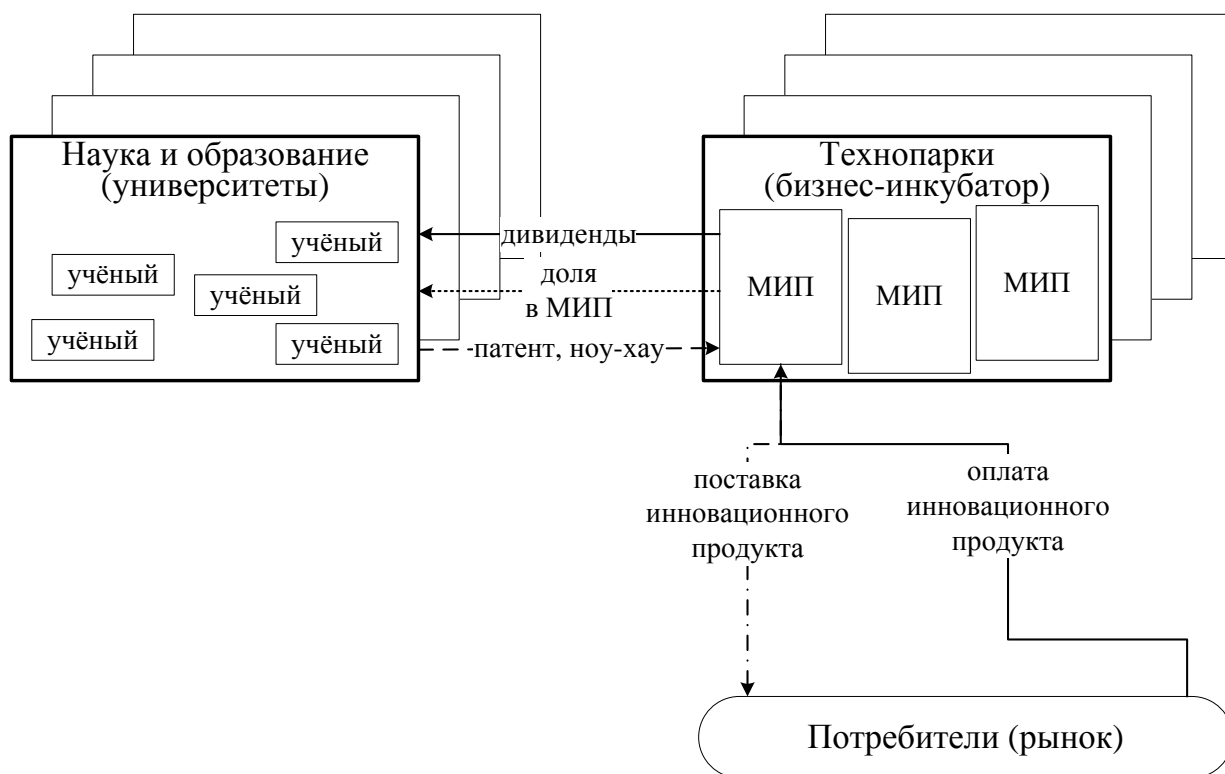 Наука и образование
(университеты)
учёный
учёный
учёный
учёный
учёный
дивиденды
доля
в МИП
патент, ноу-хау
Технопарки
(бизнес-инкубатор)
МИП
МИП
МИП
поставка
инновационного
продукта
оплата
инновационного
продукта
Потребители (рынок)